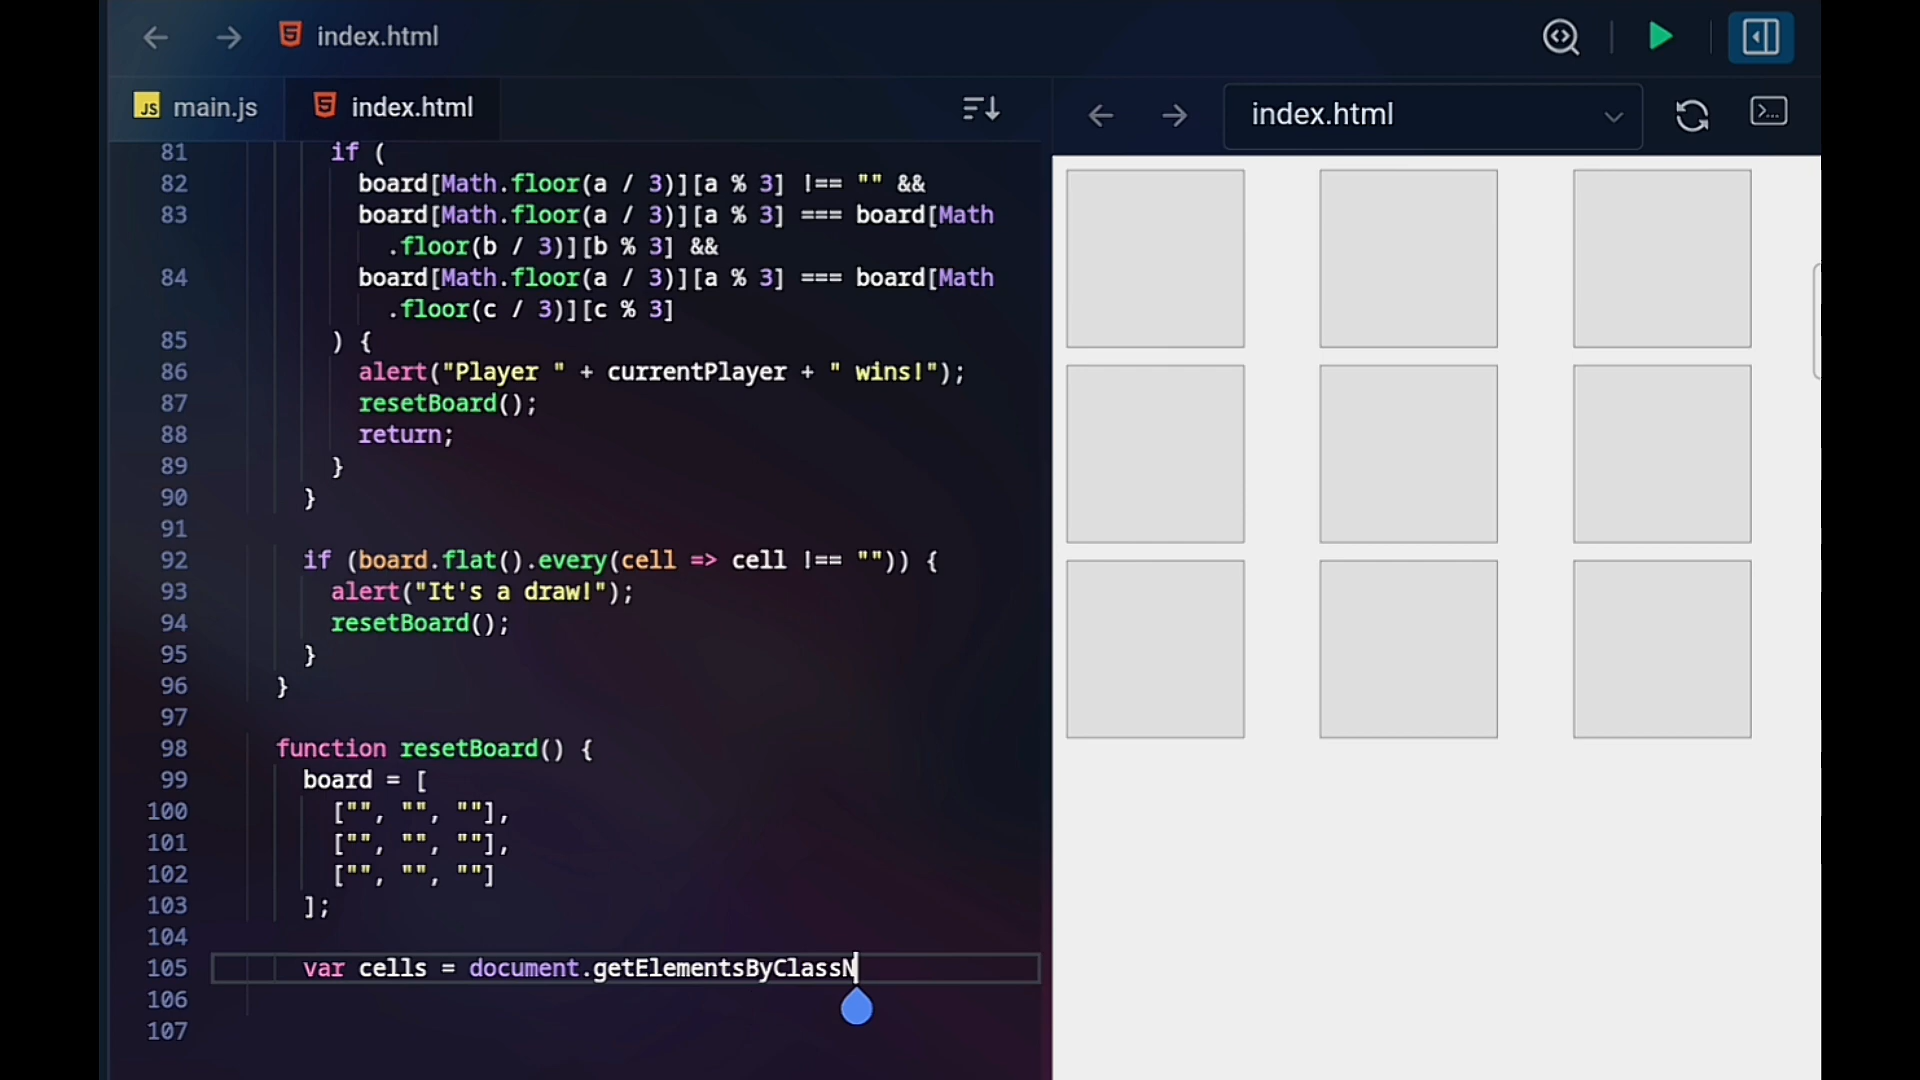 index.html
JS main.js
index.html
index.html
81 if (
82 board[Math.floor(a / 3)][a % 3] !== "" &&
83 board[Math.floor(a / 3)][a % 3] === board[Math
.floor(b / 3)][b % 3] &&
84 board[Math.floor(a / 3)][a % 3] === board[Math
.floor(c / 3)][c % 3]
85 ) {
86 alert("Player " + currentPlayer + " wins!");
87 resetBoard();
88 return;
89 }
90 }
91
92 if (board.flat().every(cell => cell !== "")) {
93 alert("It's a draw!");
94 resetBoard();
95 }
96 }
97
98 function resetBoard() {
99 board = [
100 ["", "", ""],
101 ["", "", ""],
102 ["", "", ""]
103 ];
104
105 var cells = document.getElementsByClassN
106
107